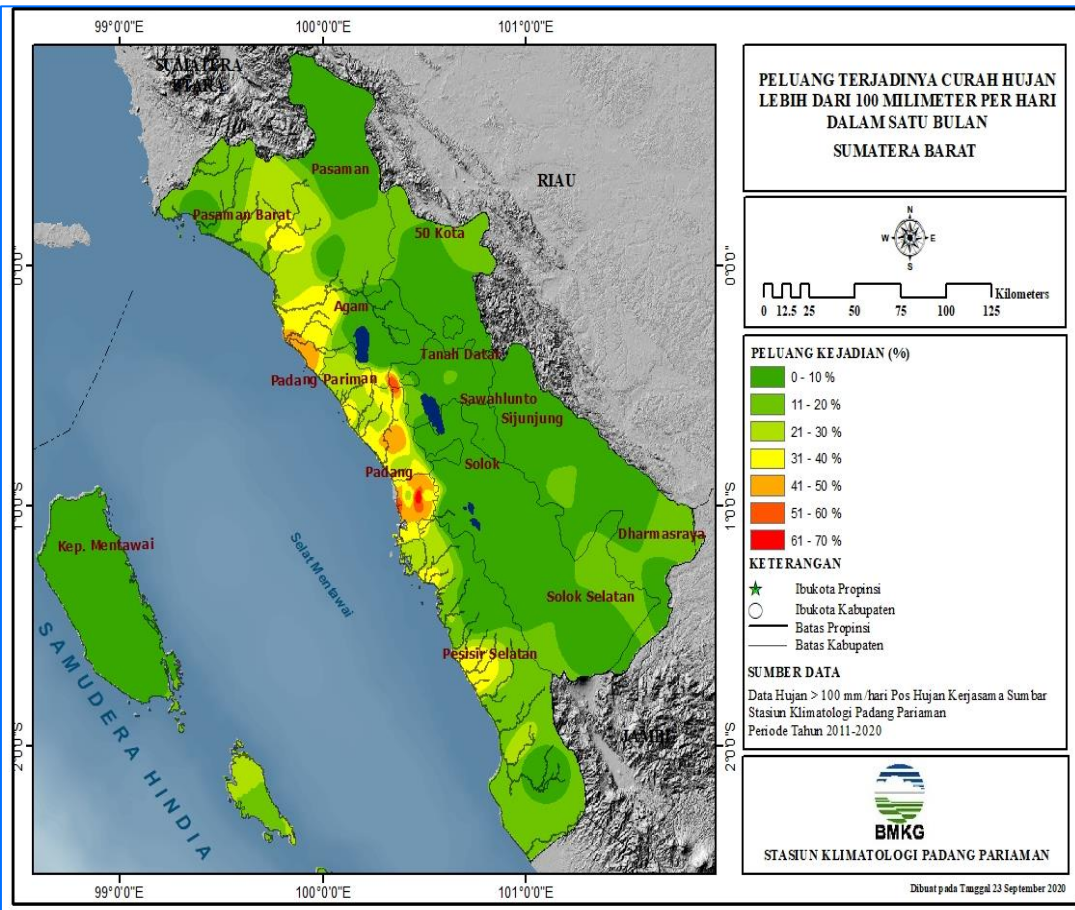 99°0'0"E 100°0'0"E 101°0'0"E
SUMATERA
UTARA
RIAU
JAMBI
Pasaman
Pasaman Barat
50 Kota
Agam
Tanah Datar
Padang Pariman
Sawahlunto
Sijunjung
Solok
Padang
Dharmasraya
Kep. Mentawai
Solok Selatan
Pesisir Selatan
Selat Mentawai
SAMUDERA HINDIA
0°0'0"
1°0'0"S
2°0'0"S
0°0'0"
1°0'0"S
2°0'0"S
99°0'0"E 100°0'0"E 101°0'0"E
PELUANG TERJADINYA CURAH HUJAN
LEBIH DARI 100 MILIMETER PER HARI
DALAM SATU BULAN
SUMATERA BARAT
N
W E
S
Kilometers
0 12.5 25 50 75 100 125
PELUANG KEJADIAN (%)
0 - 10 %
11 - 20 %
21 - 30 %
31 - 40 %
41 - 50 %
51 - 60 %
61 - 70 %
KETERANGAN
Ibukota Propinsi
Ibukota Kabupaten
Batas Propinsi
Batas Kabupaten
SUMBER DATA
Data Hujan > 100 mm/hari Pos Hujan Kerjasama Sumbar
Stasiun Klimatologi Padang Pariaman
Periode Tahun 2011-2020
BMKG
STASIUN KLIMATOLOGI PADANG PARIAMAN
Dibuat pada Tanggal 23 September 2020